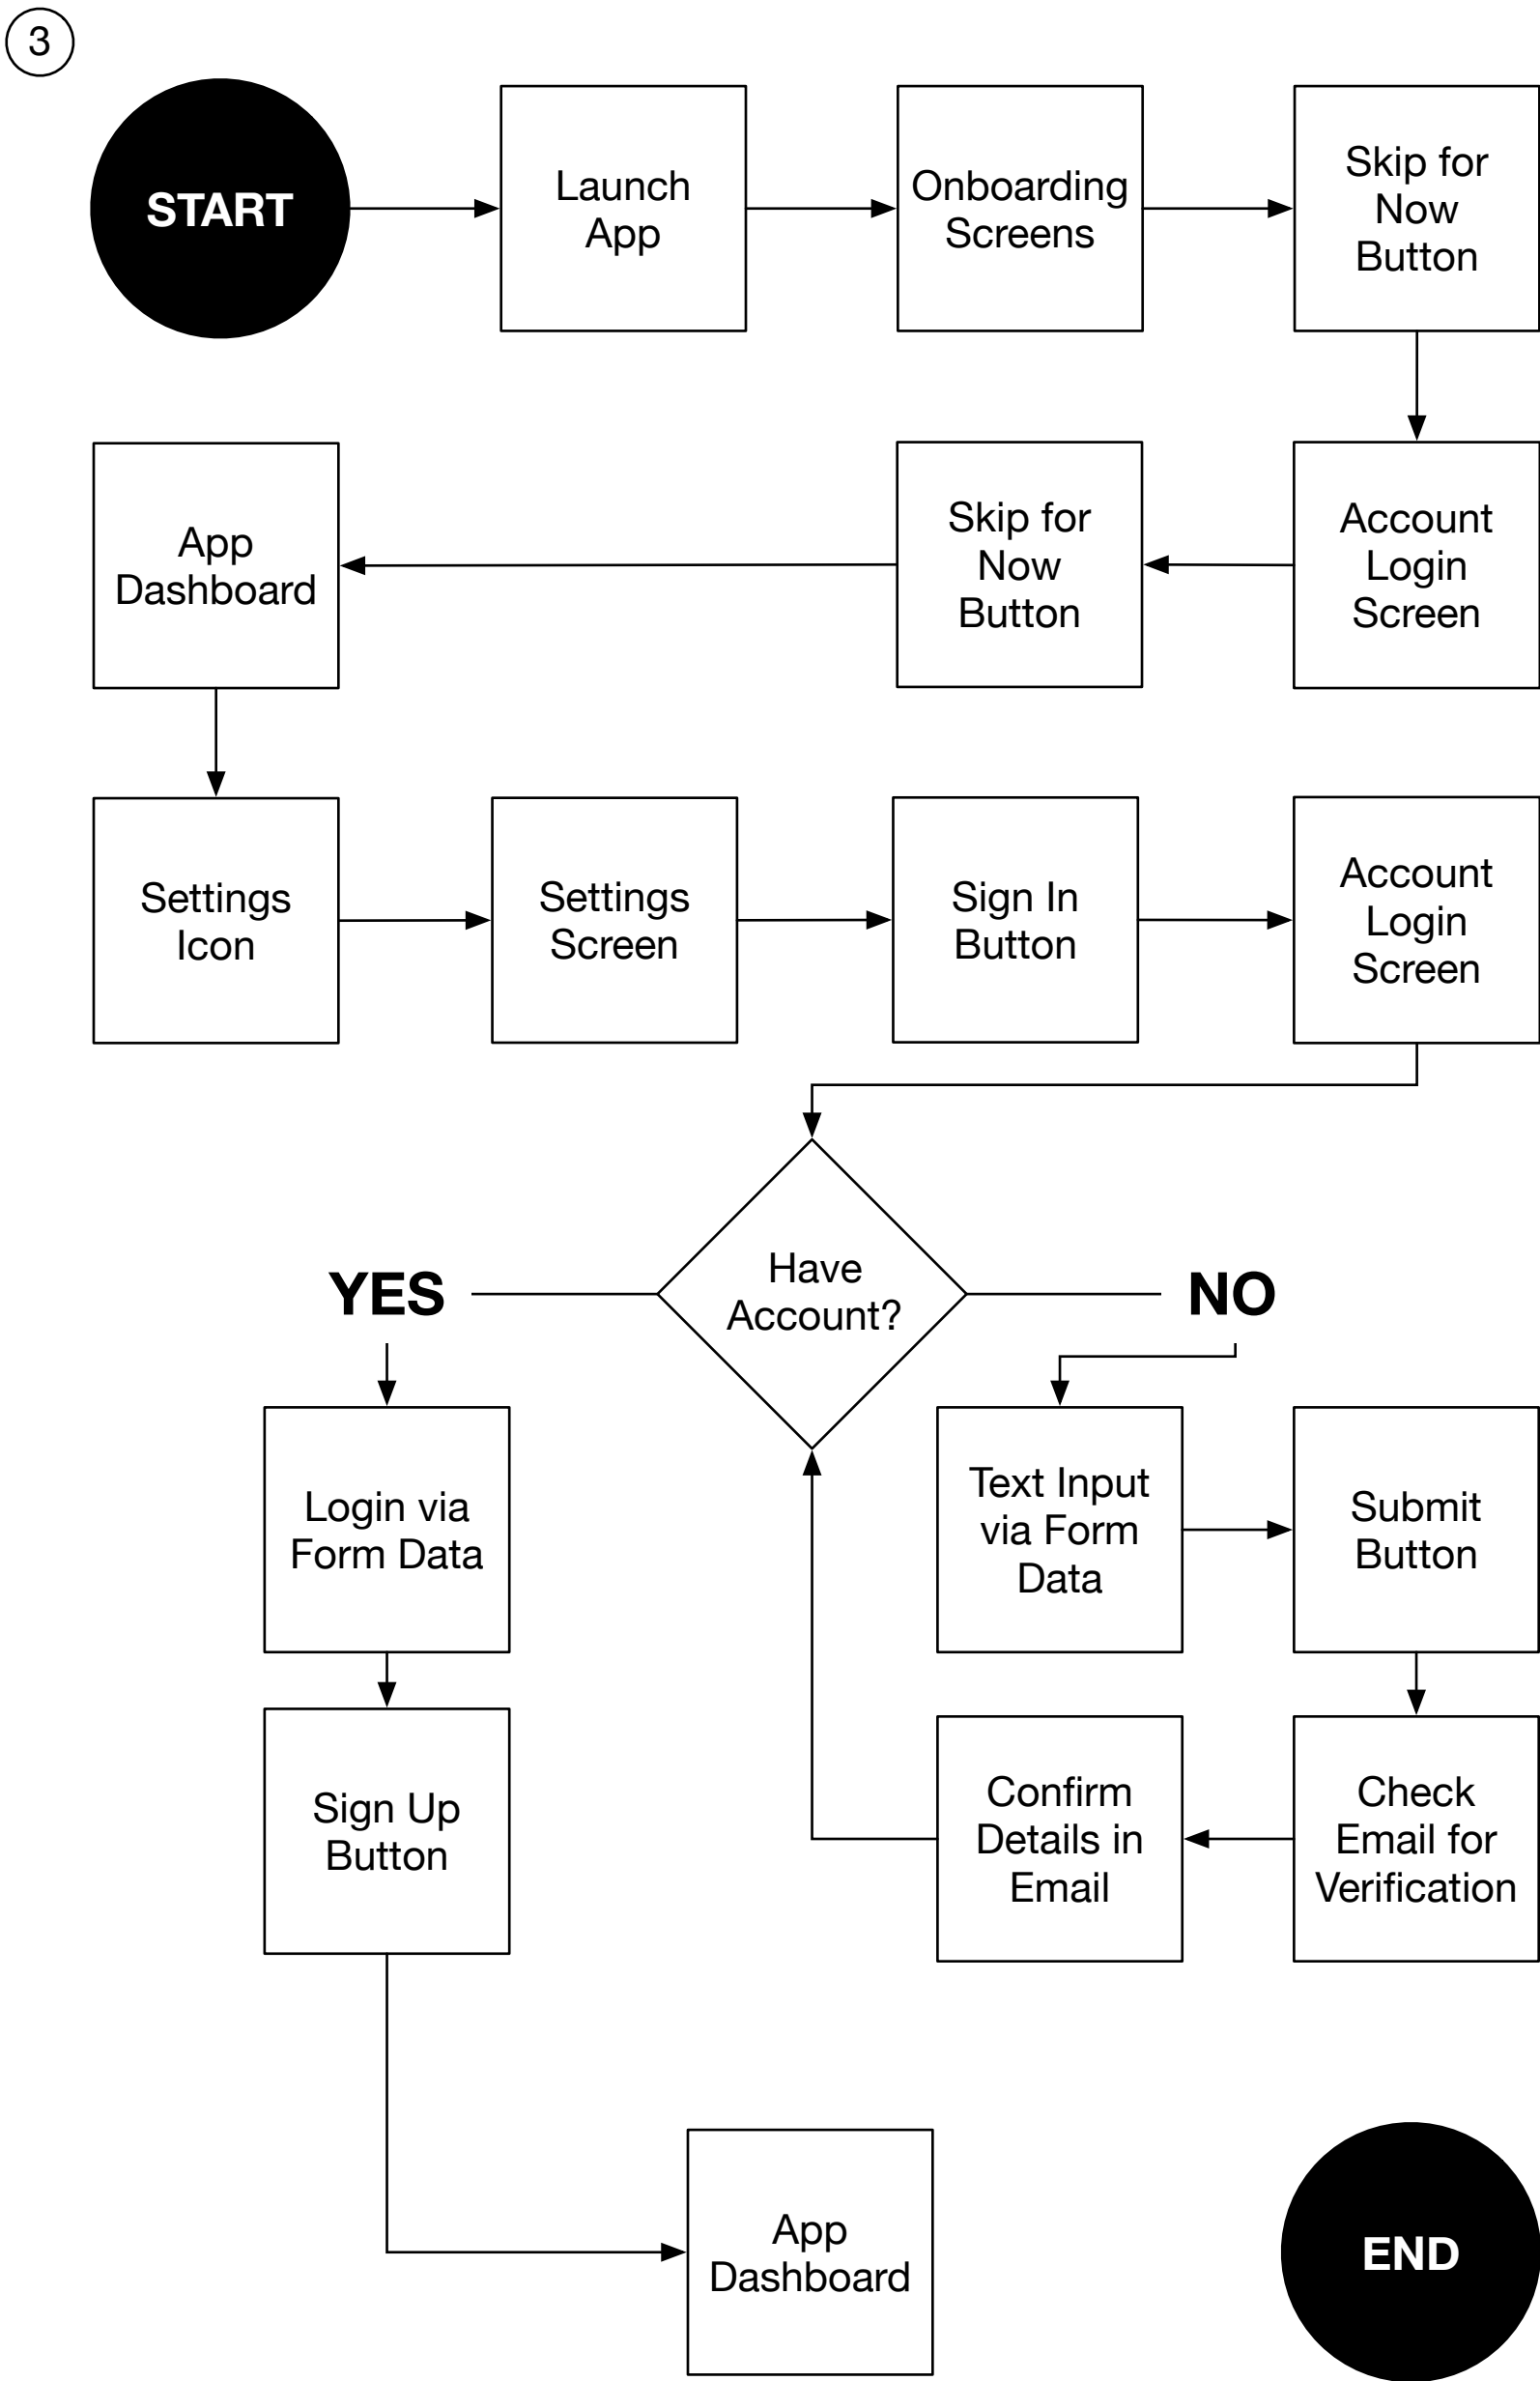 3
START
Launch
App
Onboarding
Screens
Skip for
Now
Button
App
Dashboard
Skip for
Now
Button
Account
Login
Screen
Settings
Icon
Settings
Screen
Sign In
Button
Account
Login
Screen
Have
Account?
YES
NO
Login via
Form Data
Text Input
via Form
Data
Submit
Button
Sign Up
Button
Confirm
Details in
Email
Check
Email for
Verification
App
Dashboard
END